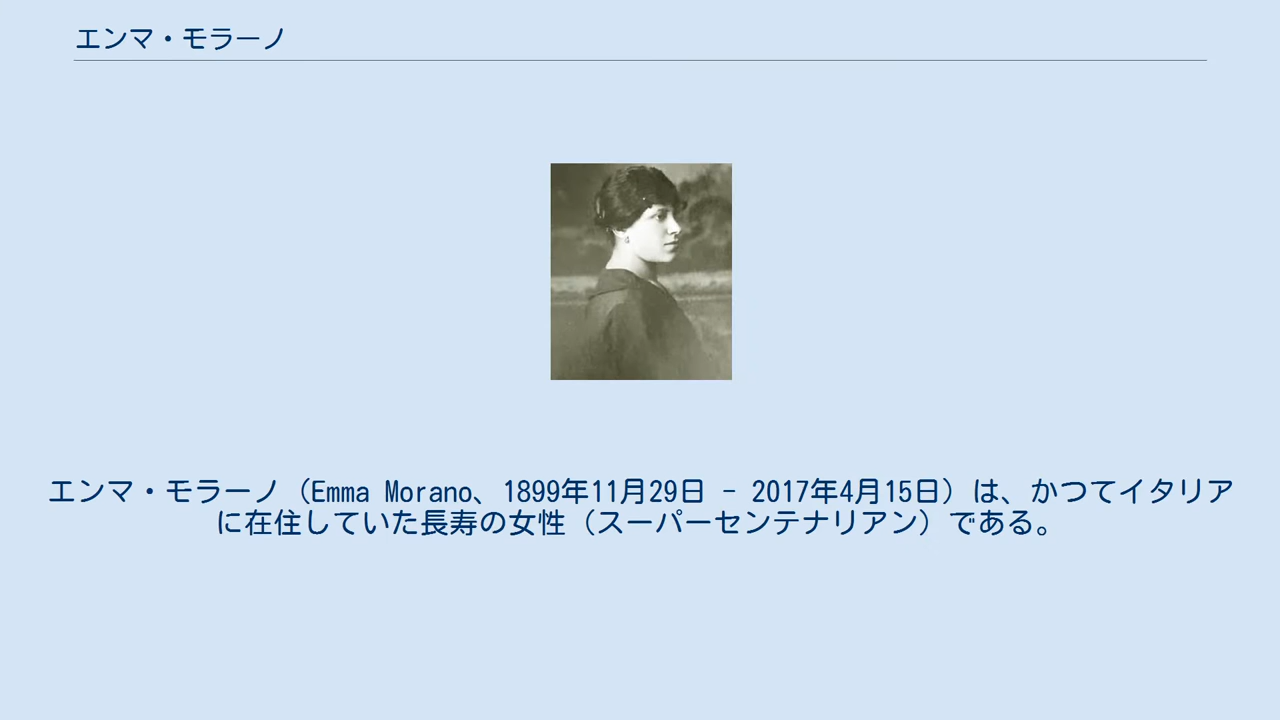 エンマ・モラーノ
エンマ・モラーノ（Emma Morano、1899年11月29日 - 2017年4月15日）は、かつてイタリア
に在住していた長寿の女性（スーパーセンテナリアン）である。